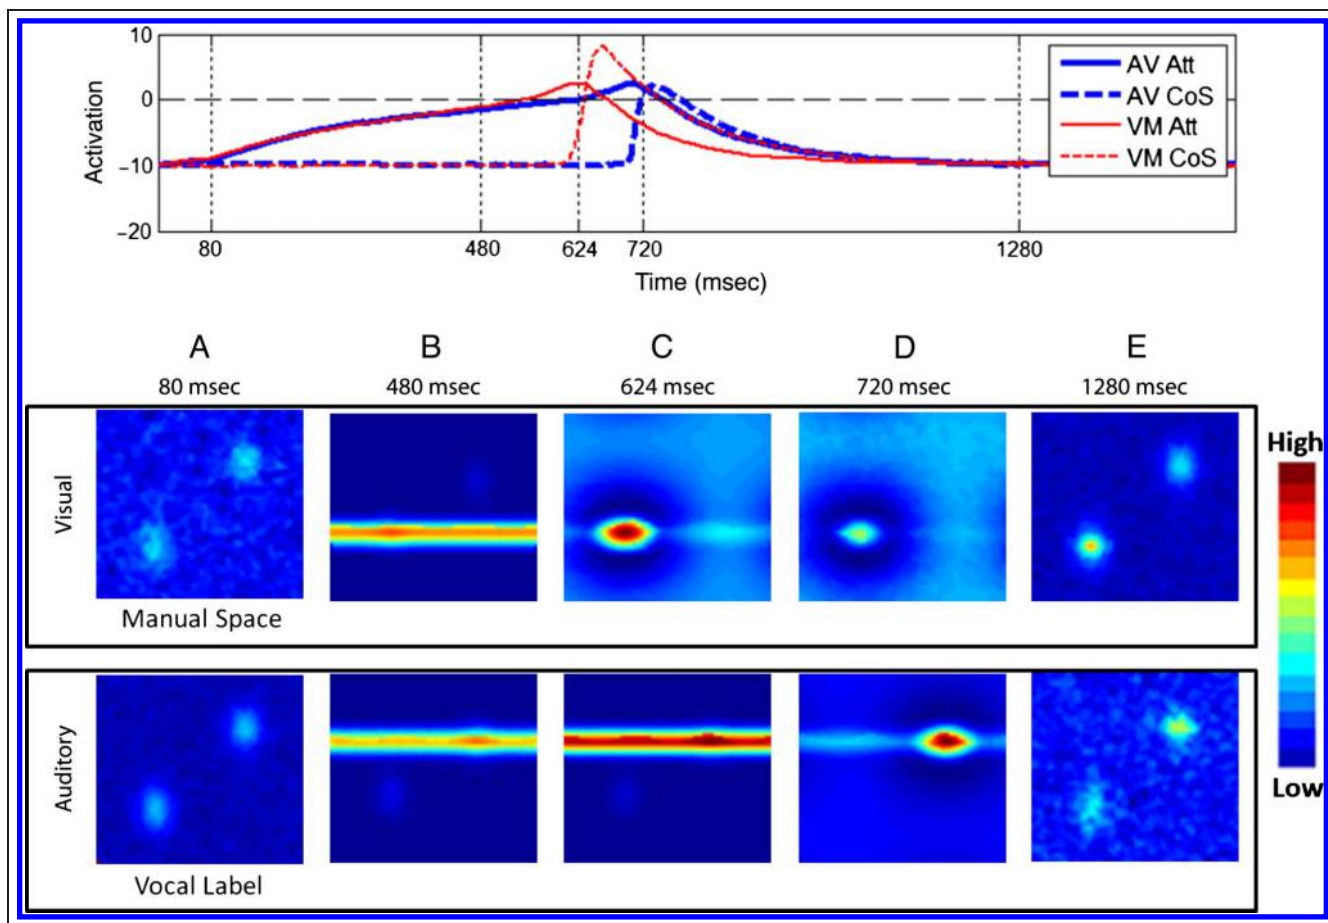 10
0
−10
−20
Activation
80
480
624
720
1280
Time (msec)
AV Att
AV CoS
VM Att
VM CoS
A B C D E
80 msec 480 msec 624 msec 720 msec 1280 msec
Visual
Manual Space
High
Low
Auditory
Vocal Label